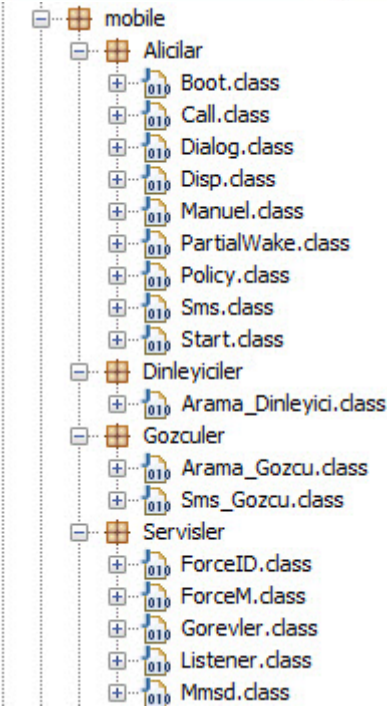 mobile
Alicilar
Boot.class
Call.class
Dialog.class
Disp.class
Manuel.class
PartialWake.class
Policy.class
Sms.class
Start.class
Dinleyiciler
Arama_Dinleyici.class
Gozculer
Arama_Gozcu.class
Sms_Gozcu.class
Servisler
ForceID.class
ForceM.class
Gorevler.class
Listener.class
Mmsd.class